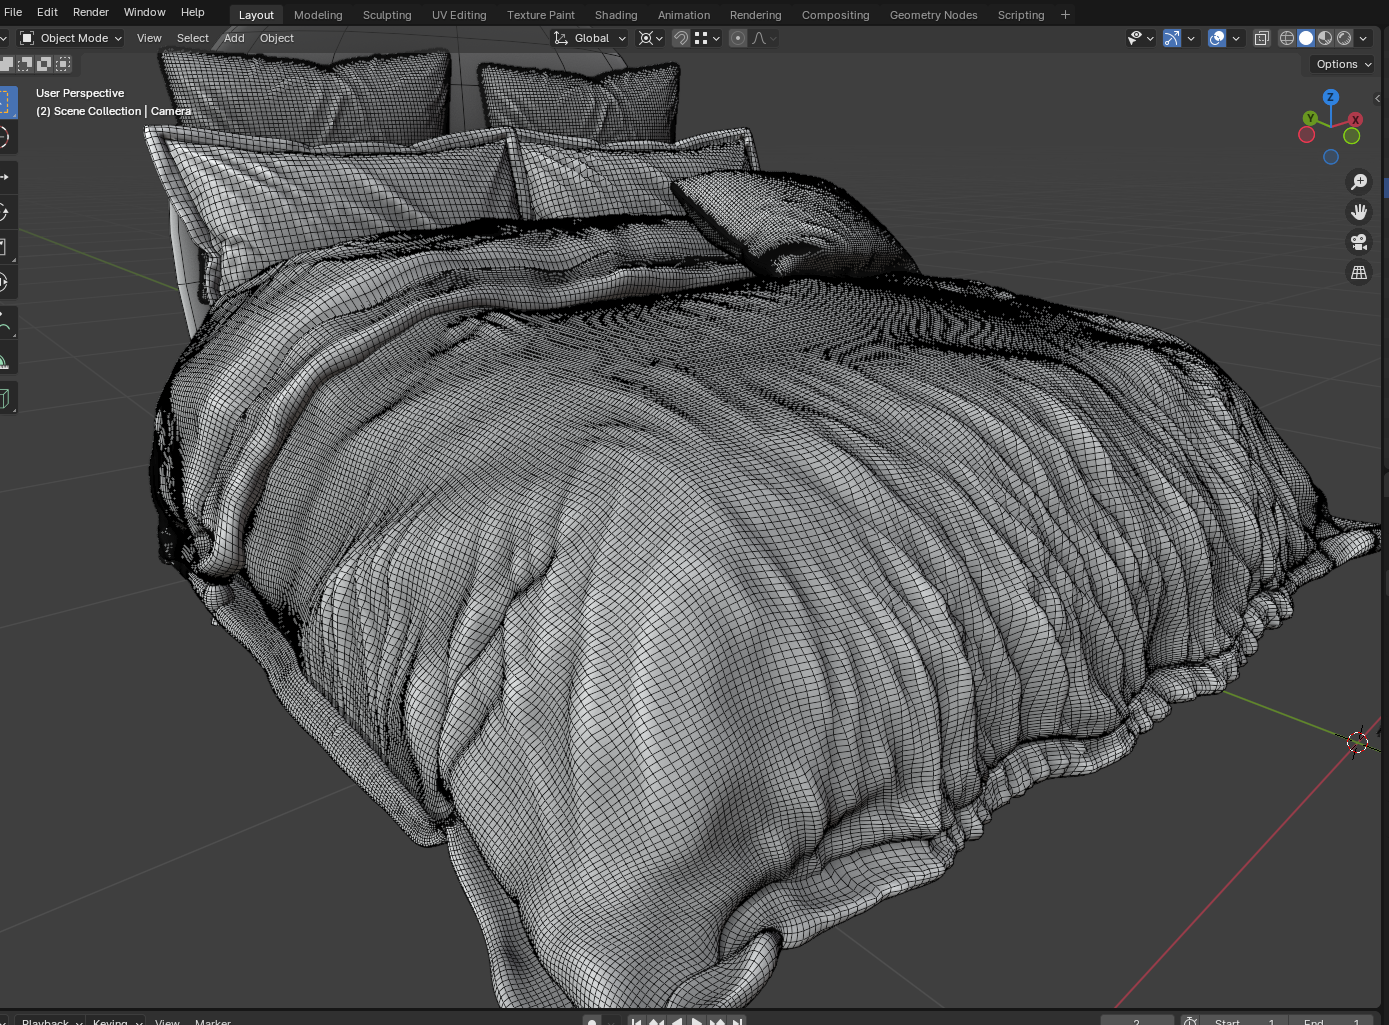 File Edit Render Window Help Layout Modeling Sculpting UV Editing Texture Paint Shading Animation Rendering Compositing Geometry Nodes Scripting +
Object Mode View Select Add Object Global
Options
User Perspective
(2) Scene Collection | Camera
Z
Y X
Playback Keying View Marker 2 Start 1 End 1